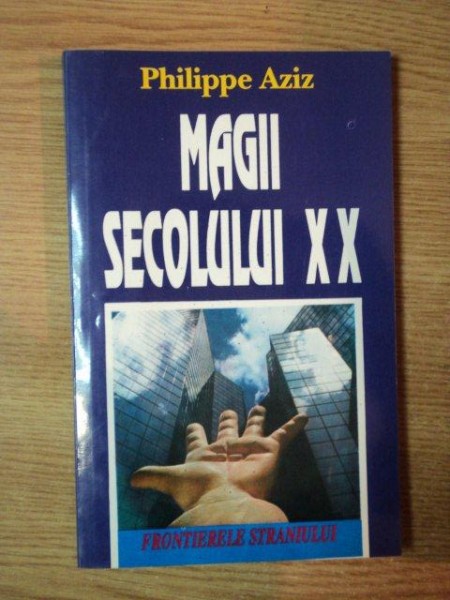 Philippe Aziz
MAGII
SECOLULUI XX
FRONTIERELE STRANIULUI